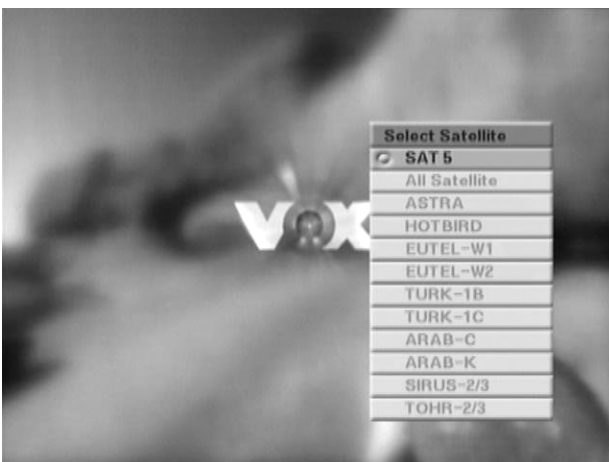 VOX
Select Satellite
SAT 5
All Satellite
ASTRA
HOTBIRD
EUTEL-W1
EUTEL-W2
TURK-1B
TURK-1C
ARAB-C
ARAB-K
SIRUS-2/3
TOHR-2/3